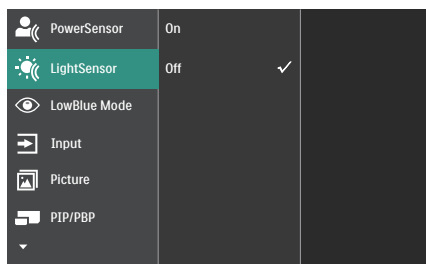 PowerSensor
On
LightSensor
Off
LowBlue Mode
Input
Picture
PIP/PBP